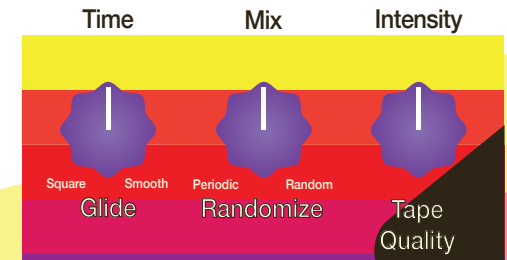 Time Mix Intensity
Square Smooth Periodic Random
Glide Randomize Tape
Quality